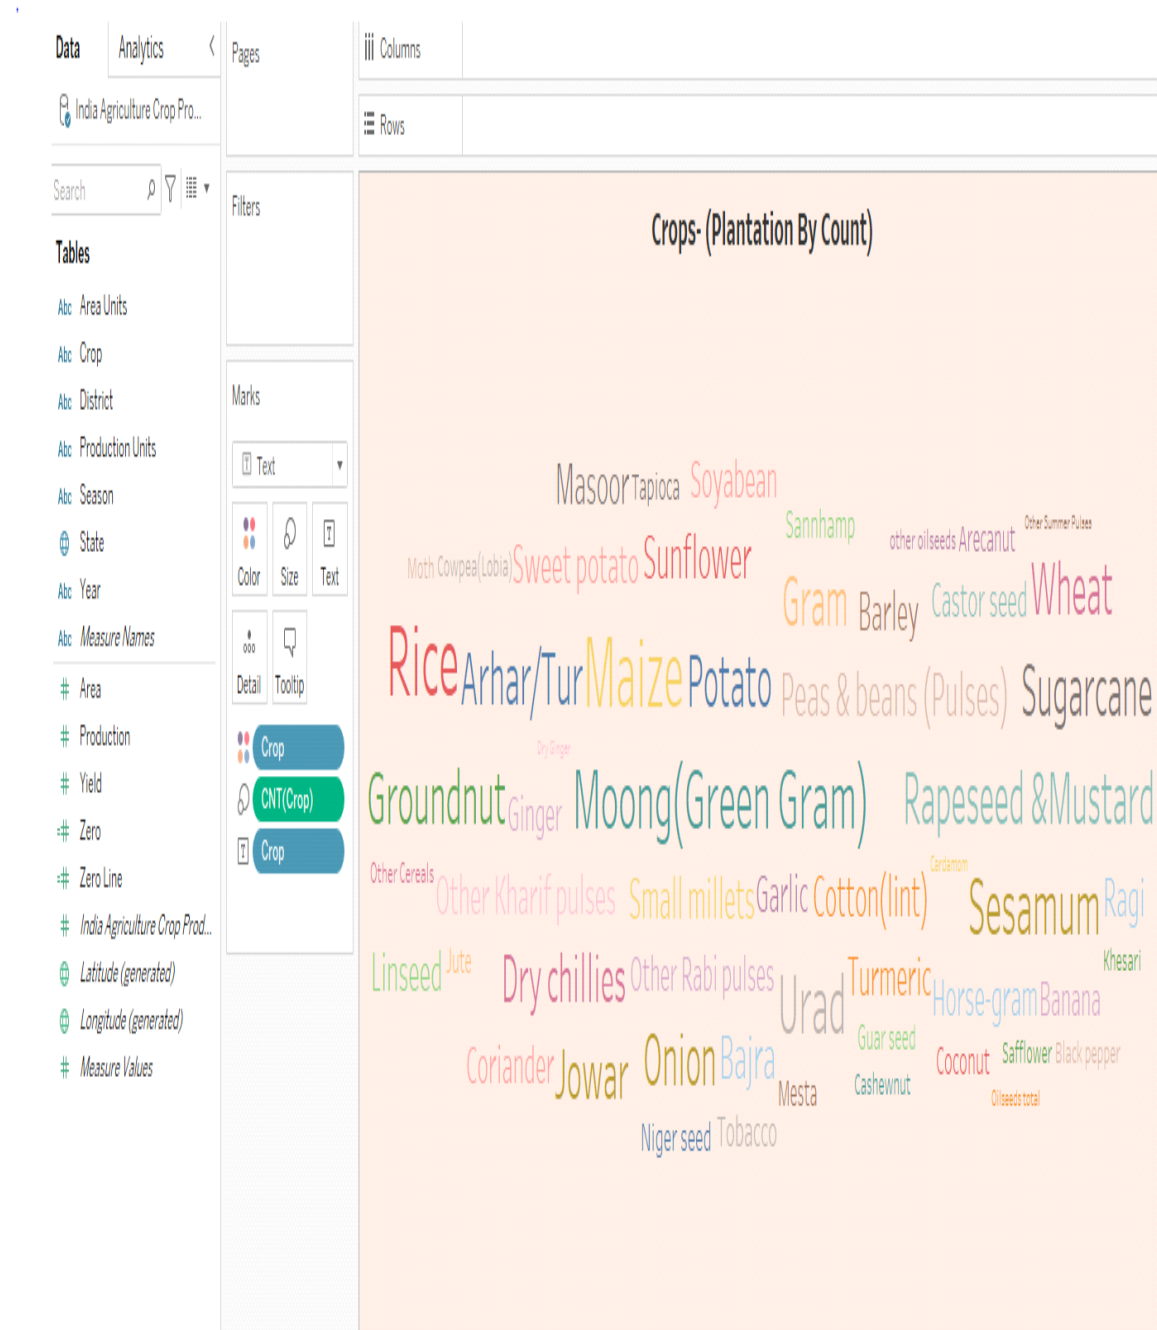 Data
Analytics
Pages
Columns
India Agriculture Crop Pro...
Rows
Search
Filters
Tables
Abc Area Units
Abc Crop
Abc District
Abc Production Units
Abc Season
State
Abc Year
Abc Measure Names
Area
Production
Yield
Zero
Zero Line
India Agriculture Crop Prod...
Latitude (generated)
Longitude (generated)
Measure Values
Marks
Text
Color Size Text
Detail Tooltip
Crop
CNT(Crop)
Crop
Crops- (Plantation By Count)
Masoor Tapioca Soyabean
Sannhamp other oilseeds Arecanut Other Summer Pulses
Moth Cowpea(Lobia) Sweet potato Sunflower
Gram Barley Castor seed Wheat
Rice Arhar/Tur Maize Potato Peas & beans (Pulses) Sugarcane
Dry Ginger
Groundnut Ginger Moong(Green Gram) Rapeseed &Mustard
Other Cereals Other Kharif pulses Small millets Garlic Cotton(lint) Cardamom Sesamum Ragi
Linseed Jute Dry chillies Other Rabi pulses Urad Turmeric Horse-gram Banana Khesari
Coriander Jowar Onion Bajra Guar seed Coconut Safflower Black pepper
Mesta Cashewnut Oilseeds total
Niger seed Tobacco